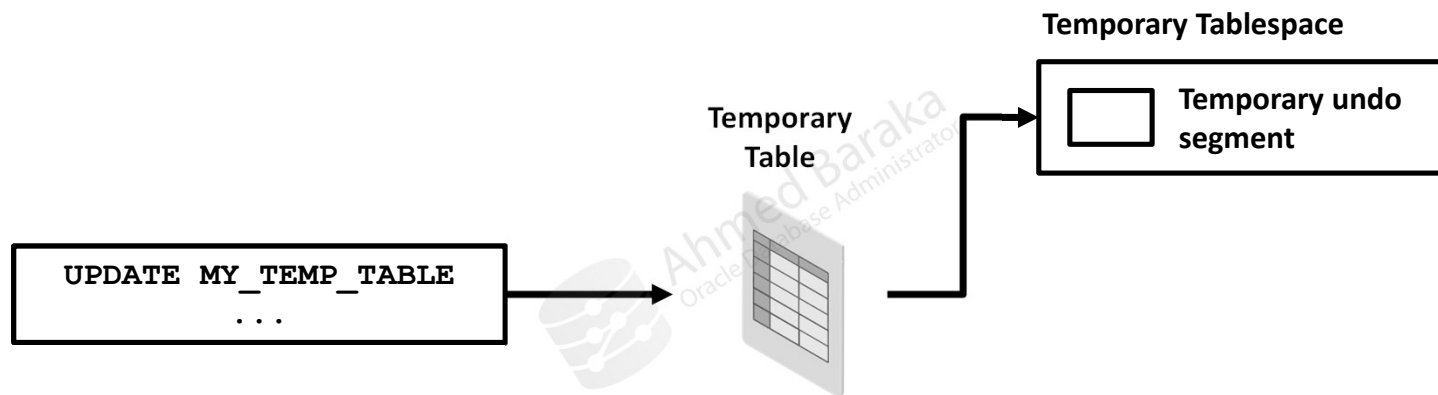 Temporary Tablespace
Temporary undo
segment
Temporary
Table
UPDATE MY_TEMP_TABLE
...
Ahmed Baraka
Oracle Database Administrator